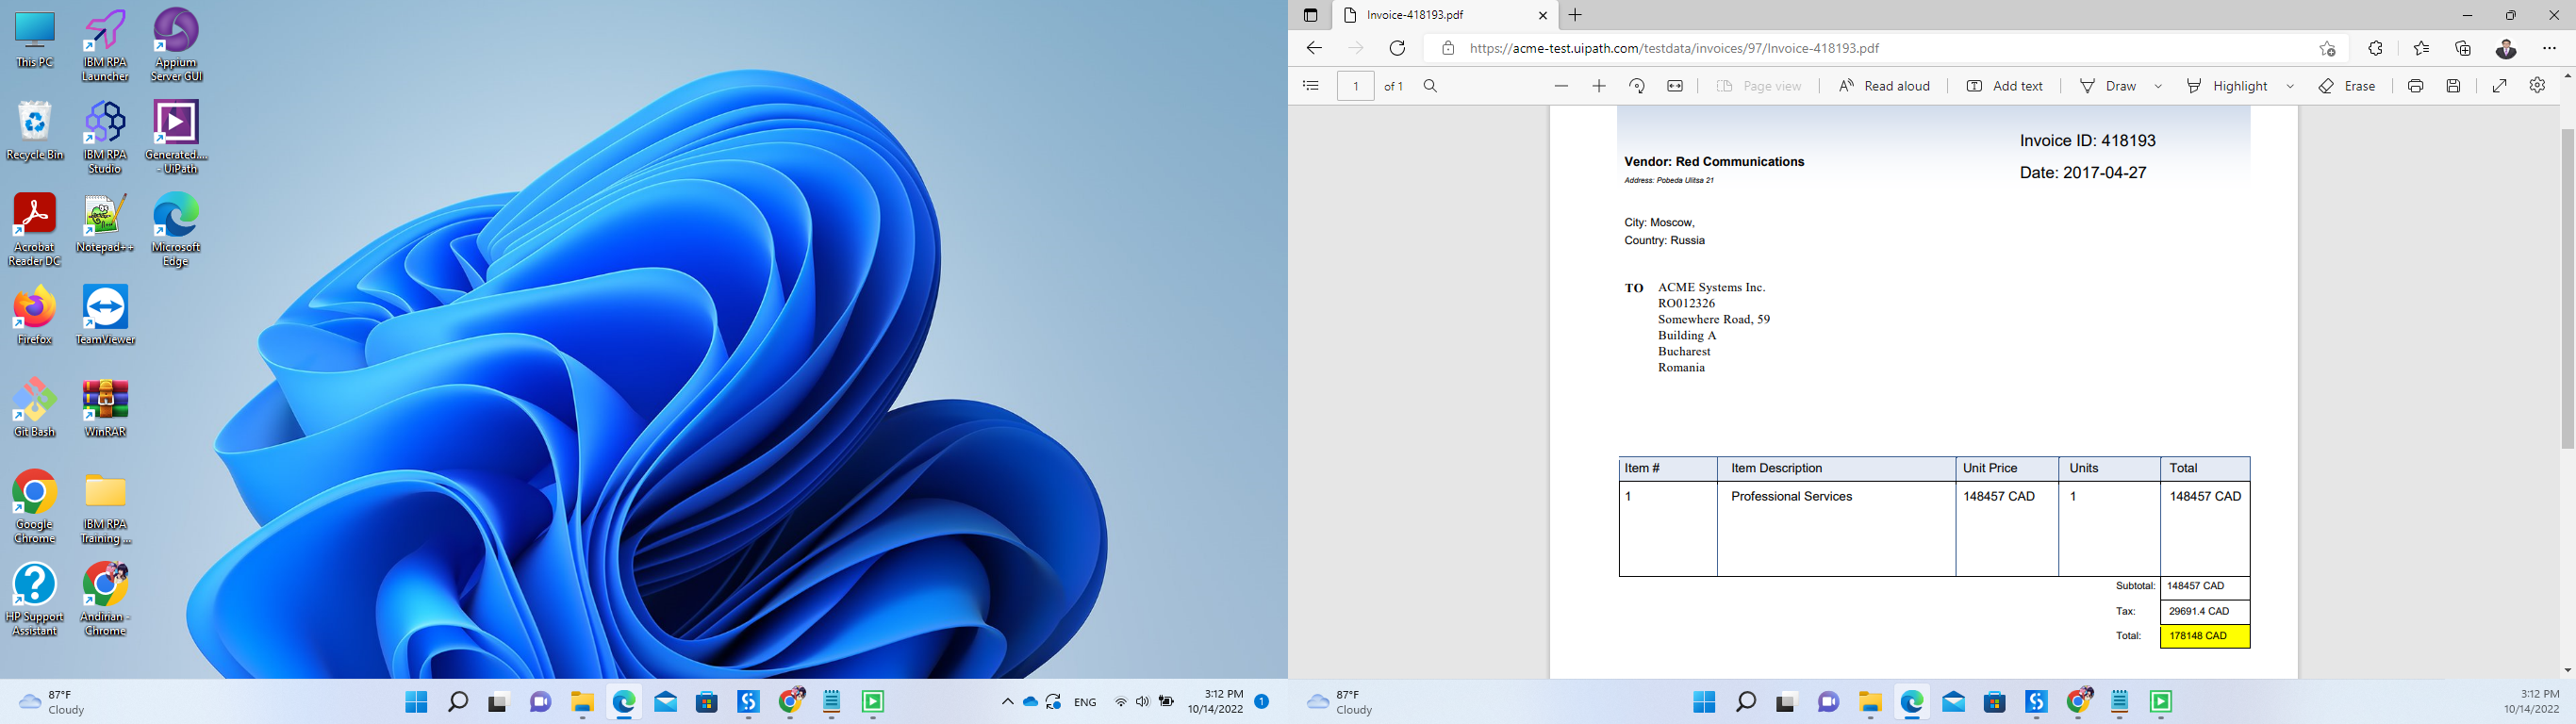 This PC
IBM RPA
Launcher
Appium
Server GUI
Recycle Bin
IBM RPA
Studio
Generated....
- UiPath
Acrobat
Reader DC
Notepad++
Microsoft
Edge
Firefox
TeamViewer
Git Bash
WinRAR
Google
Chrome
IBM RPA
Training ...
HP Support
Assistant
Andirian -
Chrome
87°F
Cloudy
ENG
3:12 PM
10/14/2022
1
Invoice-418193.pdf
https://acme-test.uipath.com/testdata/invoices/97/Invoice-418193.pdf
1 of 1
Page view
Read aloud
Add text
Draw
Highlight
Erase
Invoice ID: 418193
Vendor: Red Communications
Date: 2017-04-27
Address: Pobeda Ulitsa 21
City: Moscow,
Country: Russia
TO ACME Systems Inc.
RO012326
Somewhere Road, 59
Building A
Bucharest
Romania
Item # Item Description Unit Price Units Total
1 Professional Services 148457 CAD 1 148457 CAD
Subtotal: 148457 CAD
Tax: 29691.4 CAD
Total: 178148 CAD
87°F
Cloudy
3:12 PM
10/14/2022